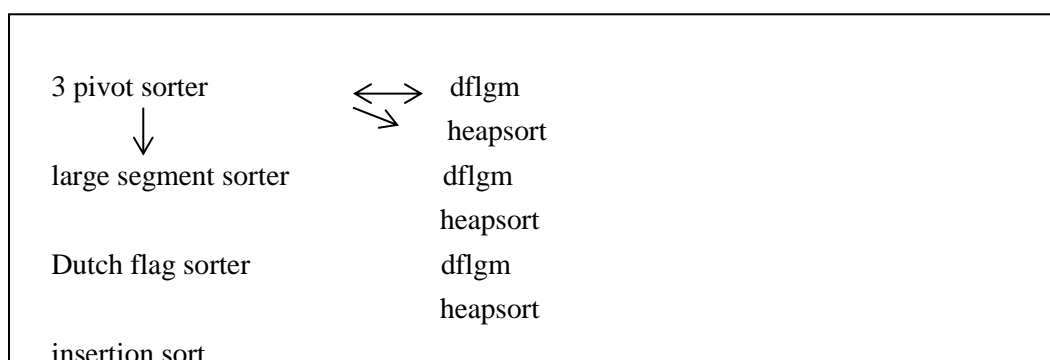 3 pivot sorter dflgm
heapsort
large segment sorter dflgm
heapsort
Dutch flag sorter dflgm
heapsort
insertion sort